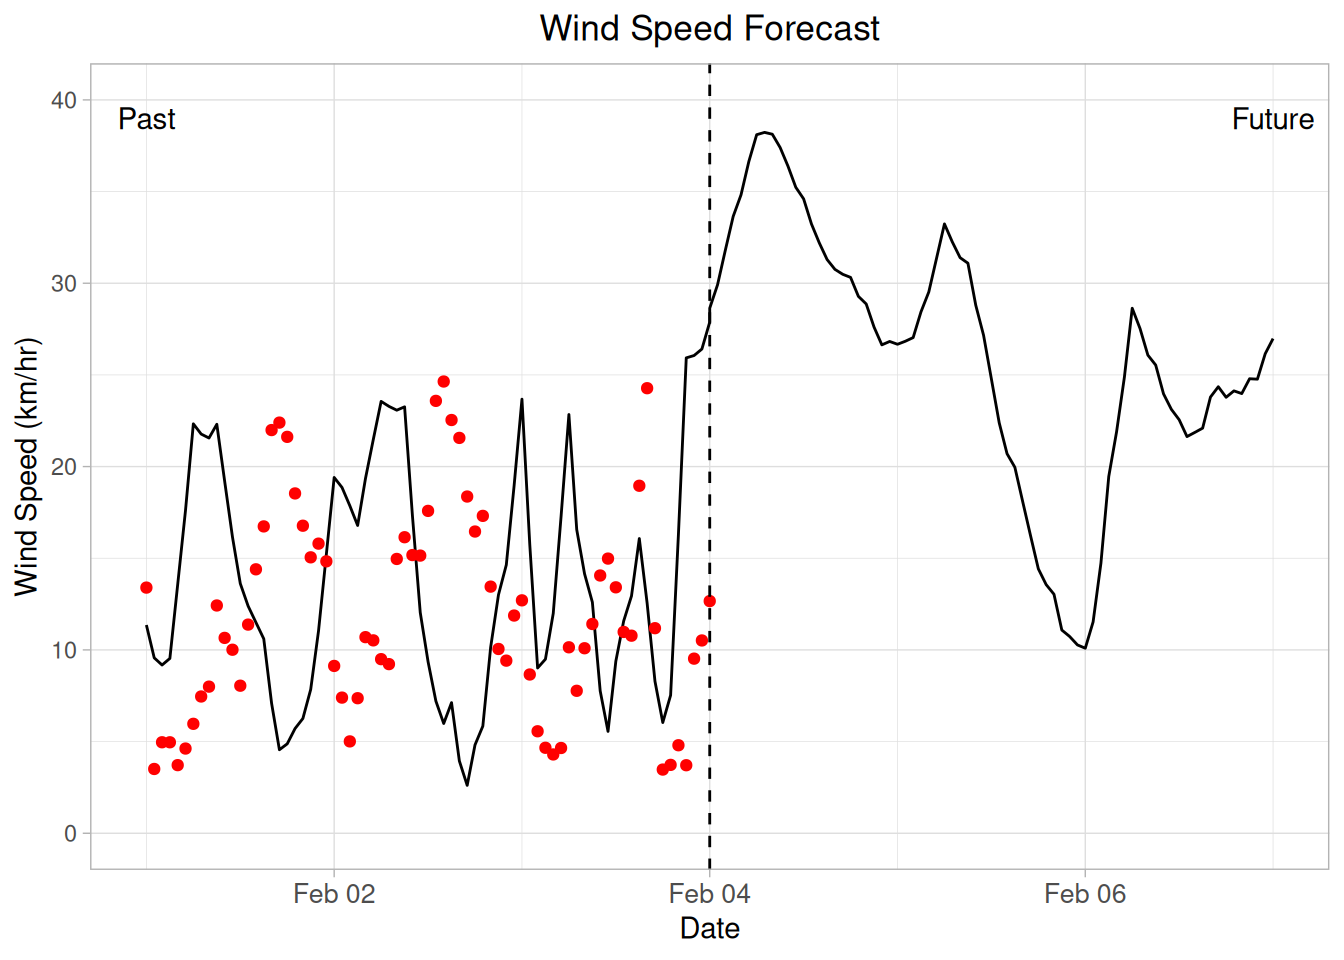 Wind Speed Forecast
40
Past
Future
30
20
10
0
Wind Speed (km/hr)
Feb 02
Feb 04
Feb 06
Date